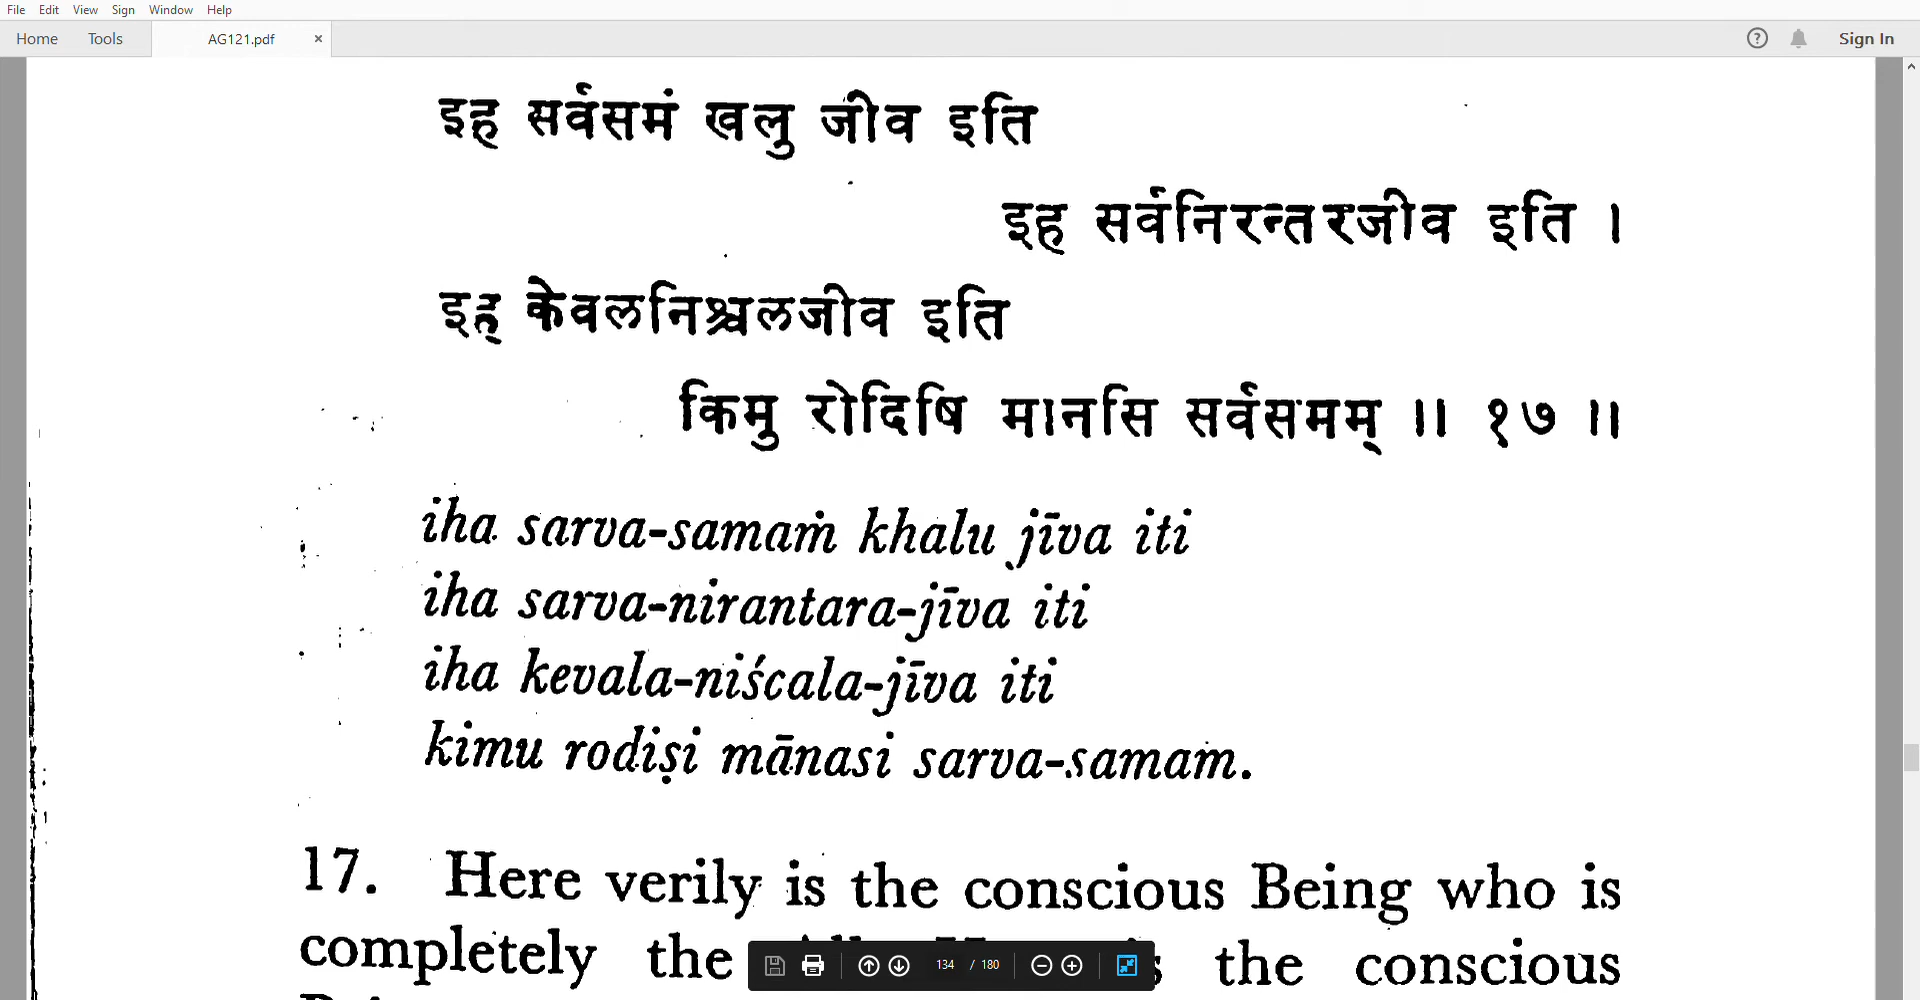 File Edit View Sign Window Help
Home Tools AG121.pdf × ? Sign In
इह सर्वसमं खलु जीव इति
इह सर्वनिरन्तरजीव इति ।
इह केवलनिश्चलजीव इति
किमु रोदिषि मानसि सर्वसमम् ॥ १७ ॥
iha sarva-samaṁ khalu jīva iti
iha sarva-nirantara-jīva iti
iha kevala-niścala-jīva iti
kimu rodiṣi mānasi sarva-samam.
17. Here verily is the conscious Being who is
completely the the conscious
134 / 180